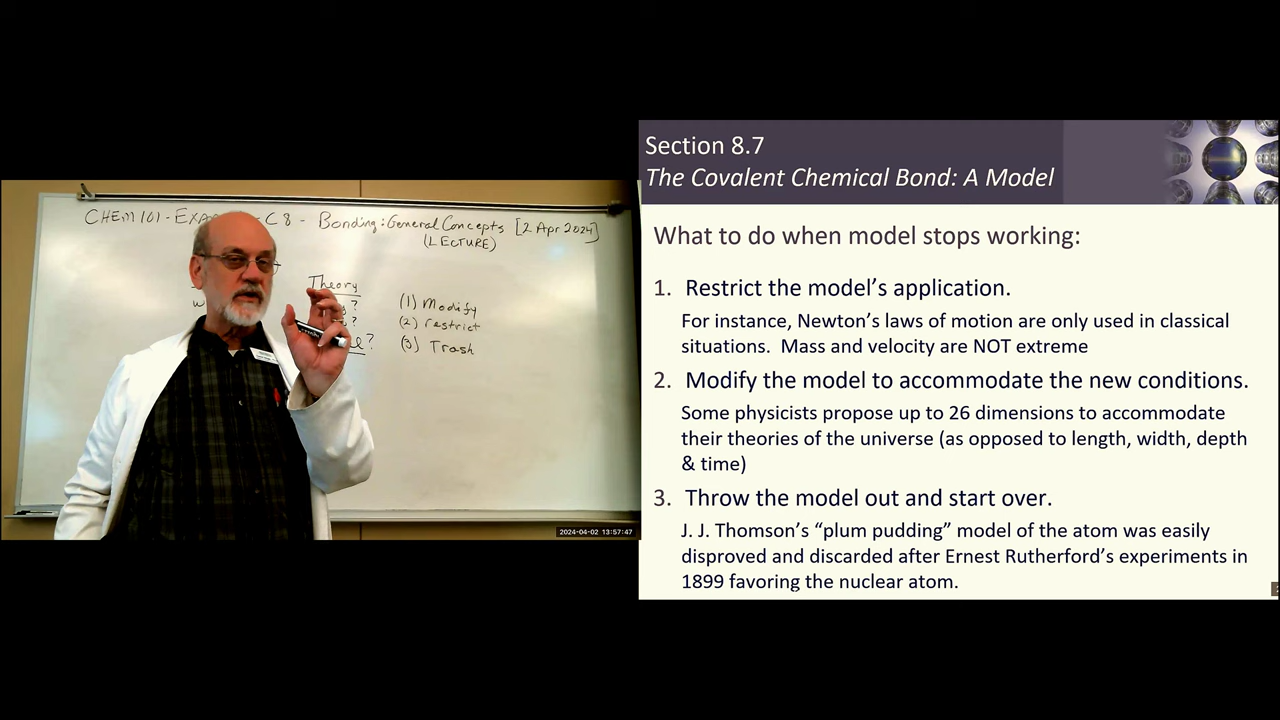 CHEM 101 - EXA C8 - Bonding: General Concepts [2 Apr 2024]
(LECTURE)
Theory
(1) Modify
(2) restrict
(3) Trash
2024-04-02 13:57:47
Section 8.7
The Covalent Chemical Bond: A Model
What to do when model stops working:
1. Restrict the model's application.
For instance, Newton's laws of motion are only used in classical
situations. Mass and velocity are NOT extreme
2. Modify the model to accommodate the new conditions.
Some physicists propose up to 26 dimensions to accommodate
their theories of the universe (as opposed to length, width, depth
& time)
3. Throw the model out and start over.
J. J. Thomson's “plum pudding” model of the atom was easily
disproved and discarded after Ernest Rutherford's experiments in
1899 favoring the nuclear atom.